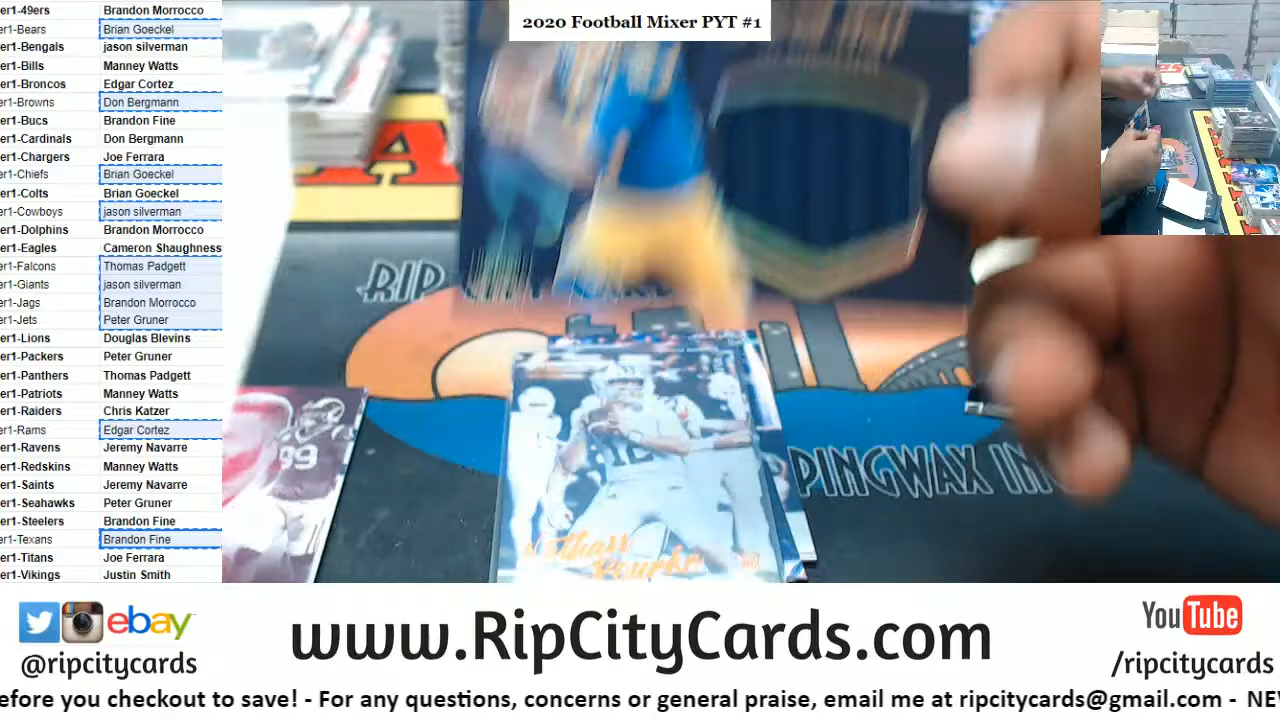 2020 Football Mixer PYT #1
er1-49ers Brandon Morrocco
er1-Bears Brian Goeckel
er1-Bengals jason silverman
er1-Bills Manney Watts
er1-Broncos Edgar Cortez
er1-Browns Don Bergmann
er1-Bucs Brandon Fine
er1-Cardinals Don Bergmann
er1-Chargers Joe Ferrara
er1-Chiefs Brian Goeckel
er1-Colts Brian Goeckel
er1-Cowboys jason silverman
er1-Dolphins Brandon Morrocco
er1-Eagles Cameron Shaughness
er1-Falcons Thomas Padgett
er1-Giants jason silverman
er1-Jags Brandon Morrocco
er1-Jets Peter Gruner
er1-Lions Douglas Blevins
er1-Packers Peter Gruner
er1-Panthers Thomas Padgett
er1-Patriots Manney Watts
er1-Raiders Chris Katzer
er1-Rams Edgar Cortez
er1-Ravens Jeremy Navarre
er1-Redskins Manney Watts
er1-Saints Jeremy Navarre
er1-Seahawks Peter Gruner
er1-Steelers Brandon Fine
er1-Texans Brandon Fine
er1-Titans Joe Ferrara
er1-Vikings Justin Smith
RIP
PINGWAX IN
99
12
Nathan
Rourke
ebay
@ripcitycards
www.RipCityCards.com
YouTube
/ripcitycards
efore you checkout to save! - For any questions, concerns or general praise, email me at ripcitycards@gmail.com - NE